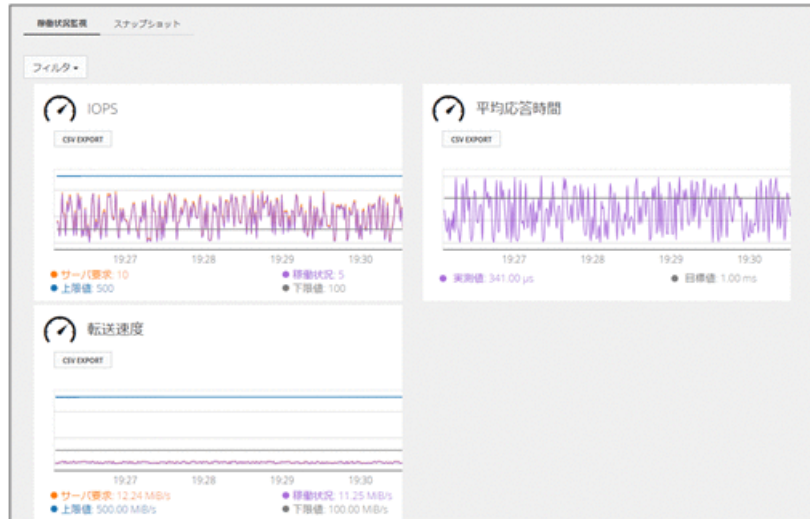 稼働状況監視 スナップショット
フィルタ
IOPS
CSV EXPORT
19:27 19:28 19:29 19:30
サーバ要求: 10 稼働状況: 5
上限値: 500 下限値: 100
平均応答時間
CSV EXPORT
19:27 19:28 19:29 19:30
実測値: 341.00 µs 目標値: 1.00 ms
転送速度
CSV EXPORT
19:27 19:28 19:29 19:30
サーバ要求: 12.24 MiB/s 稼働状況: 11.25 MiB/s
上限値: 500.00 MiB/s 下限値: 100.00 MiB/s